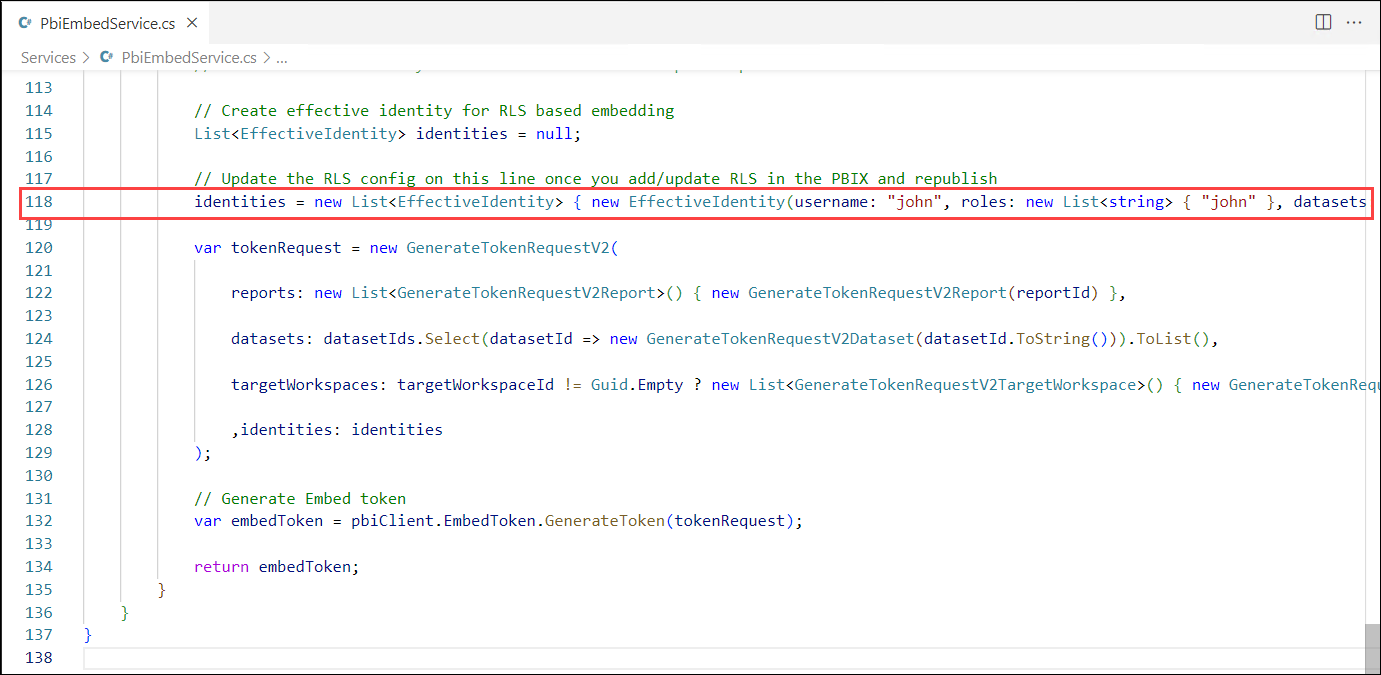 C# PbiEmbedService.cs ×
Services > C# PbiEmbedService.cs > ...
113
114 // Create effective identity for RLS based embedding
115 List<EffectiveIdentity> identities = null;
116
117 // Update the RLS config on this line once you add/update RLS in the PBIX and republish
118 identities = new List<EffectiveIdentity> { new EffectiveIdentity(username: "john", roles: new List<string> { "john" }, datasets
119
120 var tokenRequest = new GenerateTokenRequestV2(
121
122 reports: new List<GenerateTokenRequestV2Report>() { new GenerateTokenRequestV2Report(reportId) },
123
124 datasets: datasetIds.Select(datasetId => new GenerateTokenRequestV2Dataset(datasetId.ToString())).ToList(),
125
126 targetWorkspaces: targetWorkspaceId != Guid.Empty ? new List<GenerateTokenRequestV2TargetWorkspace>() { new GenerateTokenRequ
127
128 ,identities: identities
129 );
130
131 // Generate Embed token
132 var embedToken = pbiClient.EmbedToken.GenerateToken(tokenRequest);
133
134 return embedToken;
135 }
136 }
137 }
138